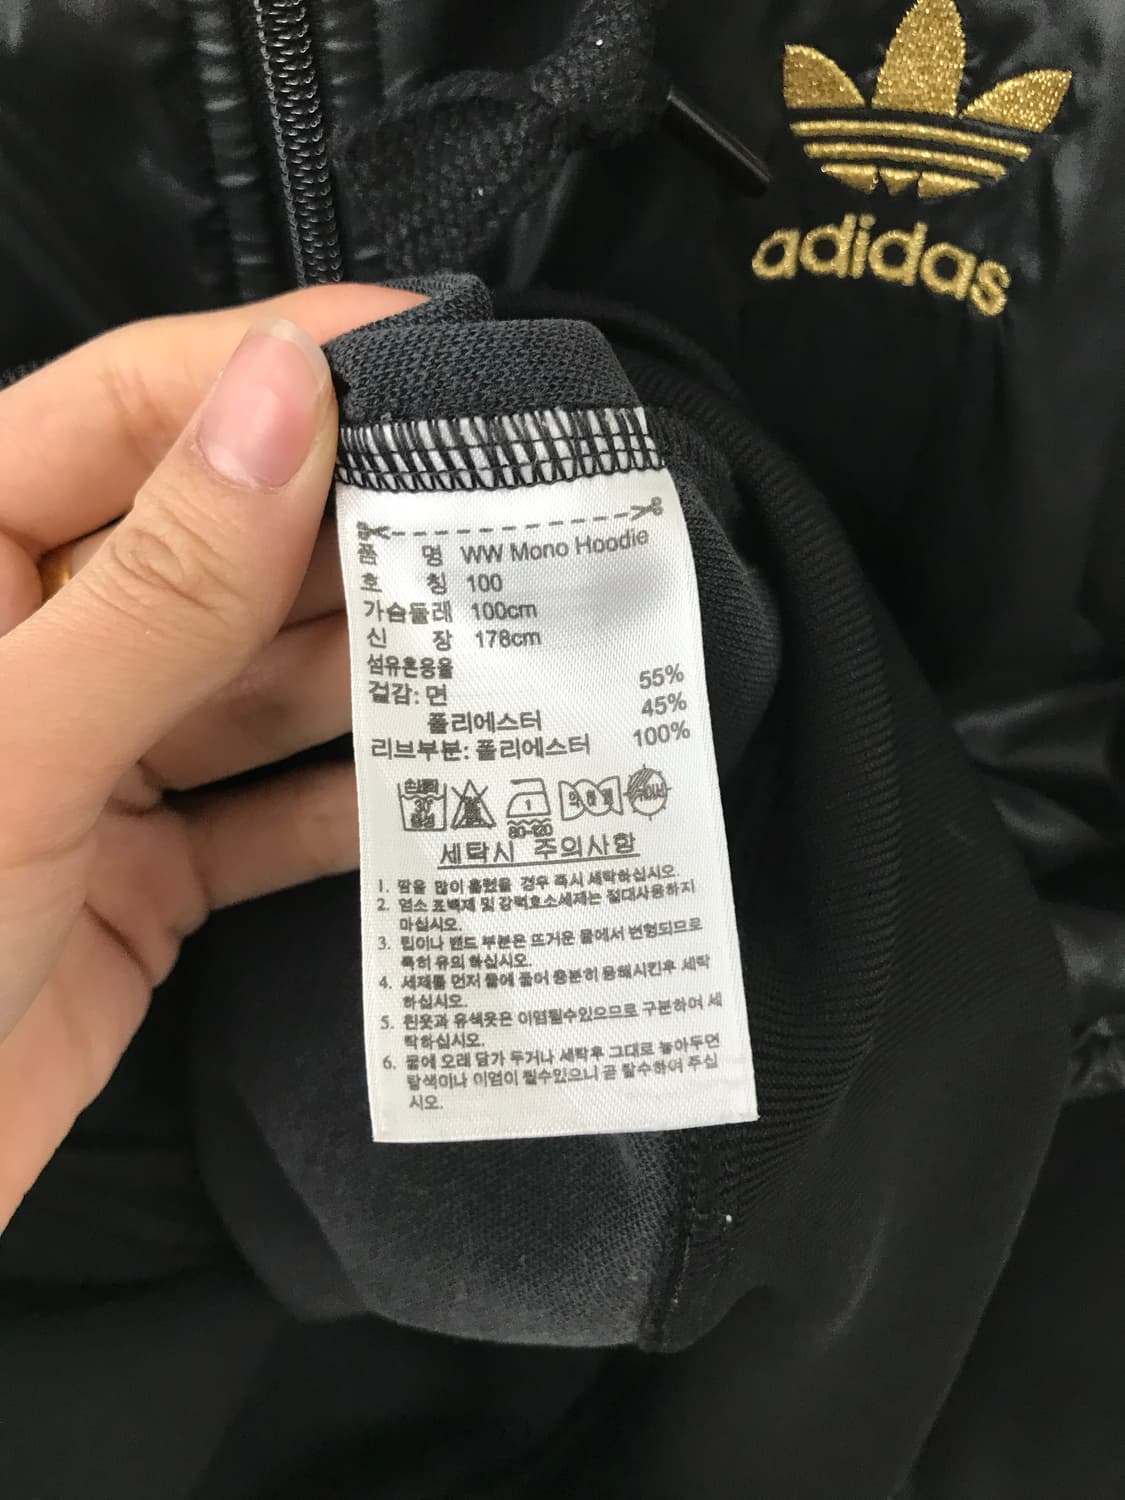 adidas
품 명 WW Mono Hoodie
호 칭 100
가슴둘레 100cm
신 장 178cm
섬유혼용율
겉감: 면 55%
폴리에스터 45%
리브부분: 폴리에스터 100%
손세탁
30°
중성
1
80-120
세탁시 주의사항
1. 땀을 많이 흘렸을 경우 즉시 세탁하십시오.
2. 염소 표백제 및 강력효소세제는 절대사용하지
마십시오.
3. 립이나 밴드 부분은 뜨거운 물에서 변형되므로
특히 유의 하십시오.
4. 세제를 먼저 물에 풀어 충분히 용해시킨후 세탁
하십시오.
5. 흰옷과 유색옷은 이염될수있으므로 구분하여 세
탁하십시오.
6. 물에 오래 담가 두거나 세탁후 그대로 놓아두면
탈색이나 이염이 될수있으니 곧 탈수하여 주십
시오.